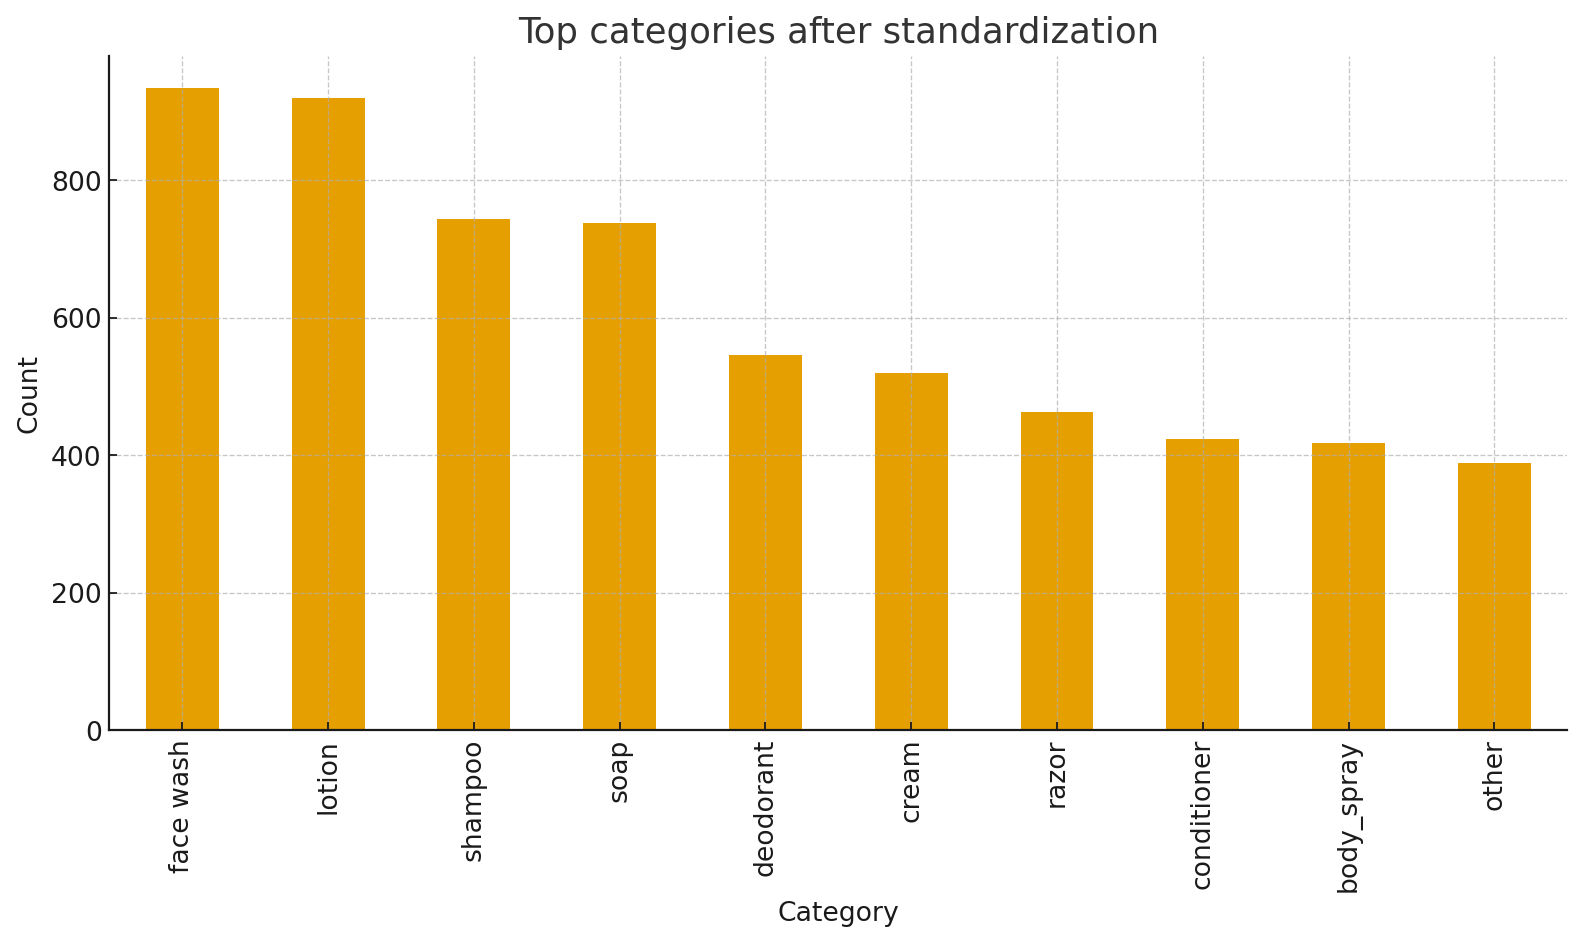 Top categories after standardization
Count
800
600
400
200
0
face wash
lotion
shampoo
soap
deodorant
cream
razor
conditioner
body_spray
other
Category